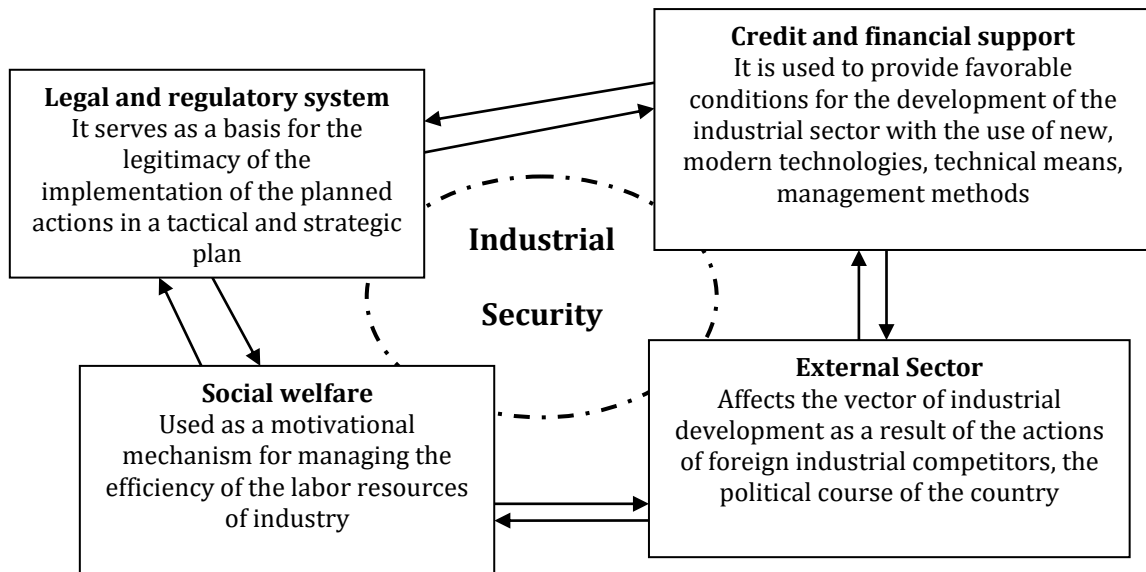 Legal and regulatory system
It serves as a basis for the
legitimacy of the
implementation of the planned
actions in a tactical and strategic
plan
Credit and financial support
It is used to provide favorable
conditions for the development of the
industrial sector with the use of new,
modern technologies, technical means,
management methods
Industrial
Security
Social welfare
Used as a motivational
mechanism for managing the
efficiency of the labor resources
of industry
External Sector
Affects the vector of industrial
development as a result of the actions
of foreign industrial competitors, the
political course of the country